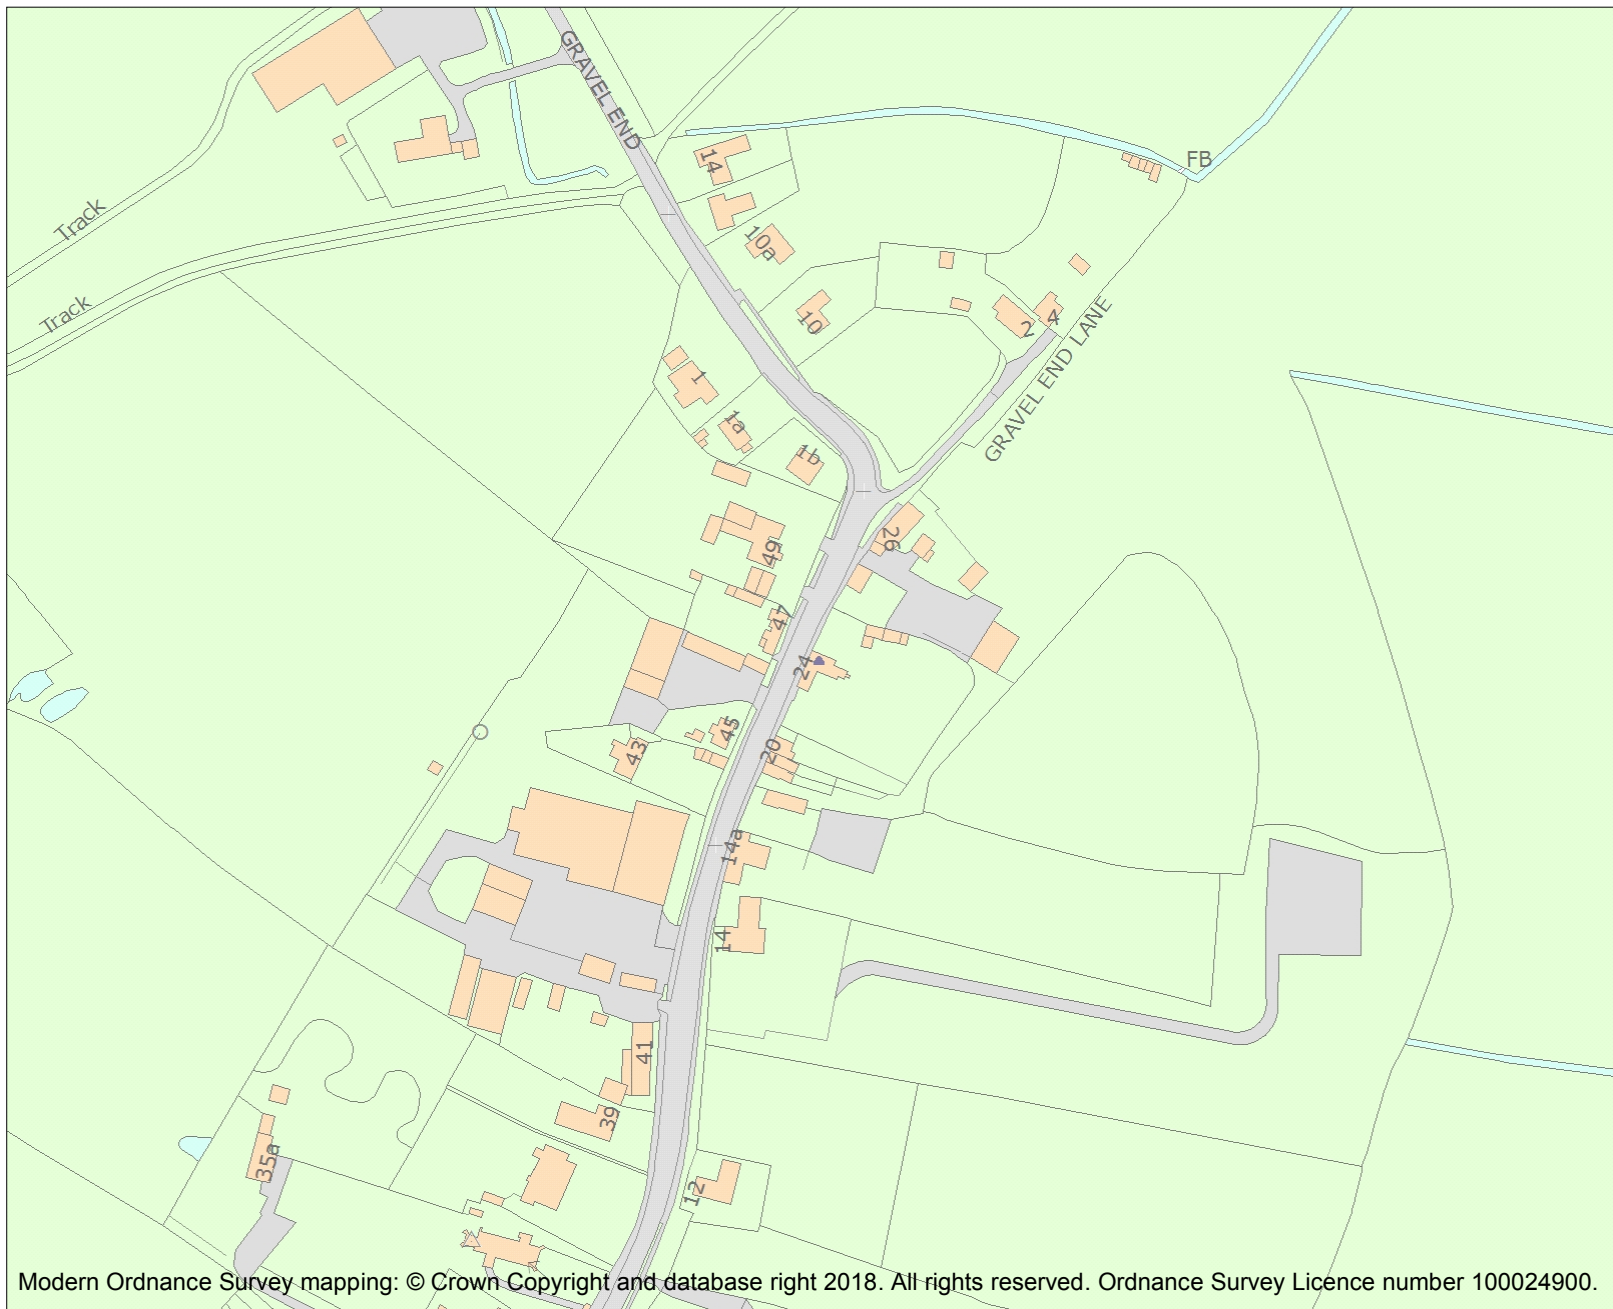 GRAVEL END
14
FB
Track
10a
Track
10
2
4
GRAVEL END LANE
1
1a
1b
26
49
47
24
45
43
20
14a
14
41
39
35a
12
Modern Ordnance Survey mapping: © Crown Copyright and database right 2018. All rights reserved. Ordnance Survey Licence number 100024900.